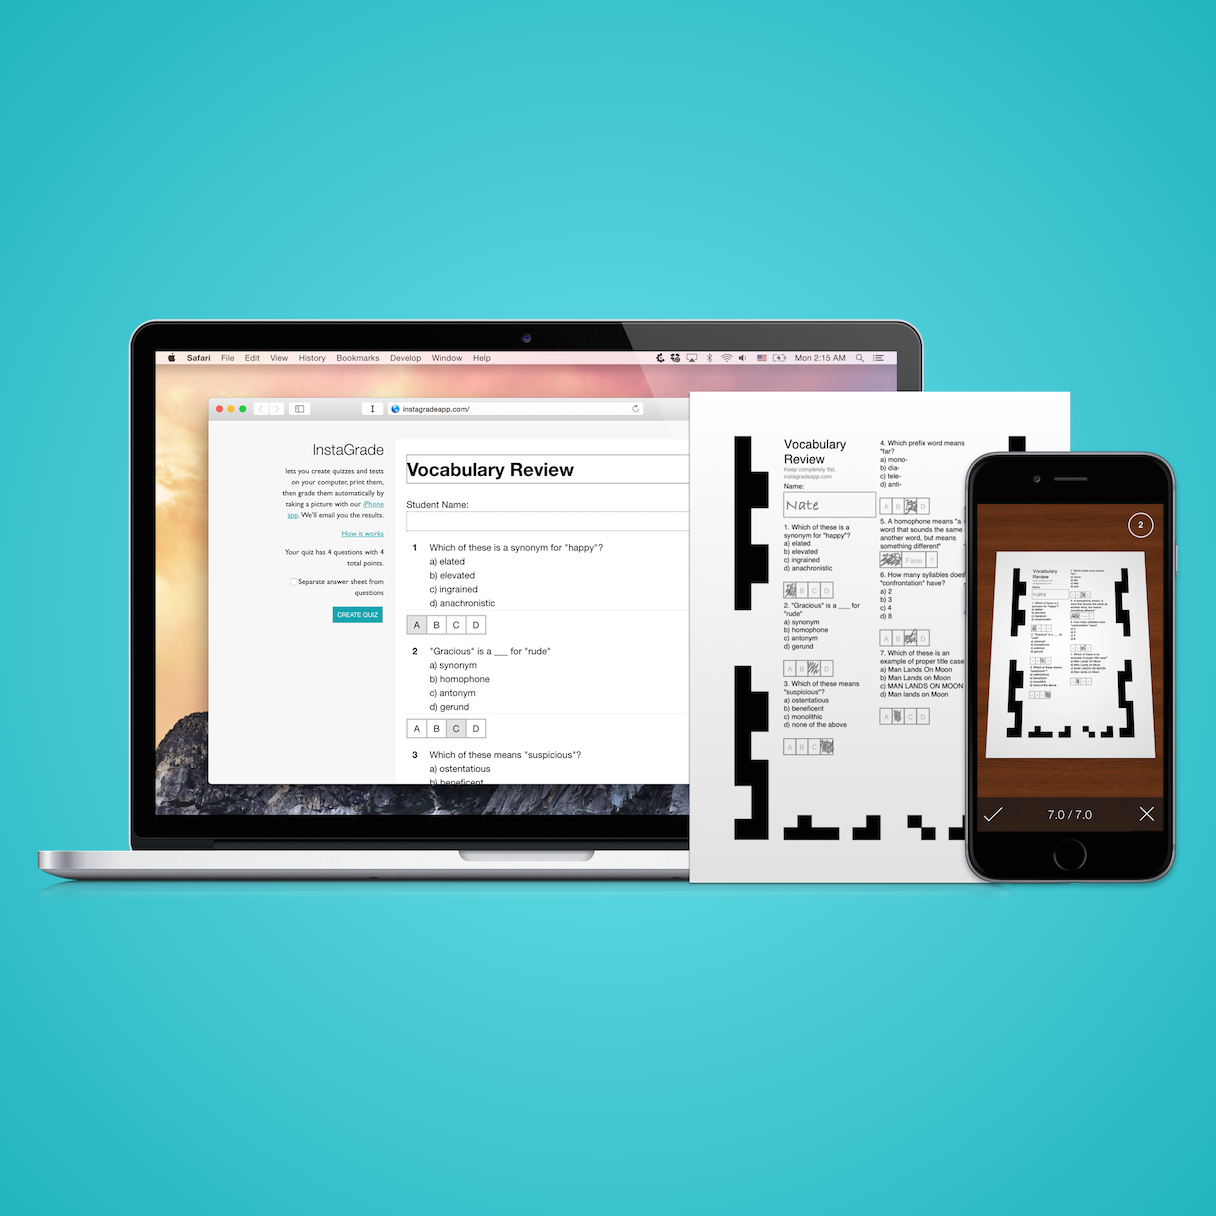 Safari File Edit View History Bookmarks Develop Window Help
Mon 2:15 AM
instagradeapp.com/
InstaGrade
lets you create quizzes and tests
on your computer, print them,
then grade them automatically by
taking a picture with our iPhone
app. We'll email you the results.
How it works
Your quiz has 4 questions with 4
total points.
Separate answer sheet from
questions
CREATE QUIZ
Vocabulary Review
Student Name:
1 Which of these is a synonym for "happy"?
a) elated
b) elevated
c) ingrained
d) anachronistic
A B C D
2 "Gracious" is a ___ for "rude"
a) synonym
b) homophone
c) antonym
d) gerund
A B C D
3 Which of these means "suspicious"?
a) ostentatious
b) beneficent
Vocabulary
Review
Keep completely flat.
instagradeapp.com
Name:
Nate
1. Which of these is a
synonym for "happy"?
a) elated
b) elevated
c) ingrained
d) anachronistic
B C D
2. "Gracious" is a ___ for
"rude"
a) synonym
b) homophone
c) antonym
d) gerund
A B D
3. Which of these means
"suspicious"?
a) ostentatious
b) beneficent
c) monolithic
d) none of the above
A B C
4. Which prefix word means
"far?
a) mono-
b) dia-
c) tele-
d) anti-
A B D
5. A homophone means "a
word that sounds the same
another word, but means
something different"
False ?
6. How many syllables does
"confrontation" have?
a) 2
b) 3
c) 4
d) 8
A B D
7. Which of these is an
example of proper title case
a) Man Lands On Moon
b) Man Lands on Moon
c) MAN LANDS ON MOON
d) Man lands on Moon
A C D
2
Vocabulary
Review
Nate
7.0 / 7.0